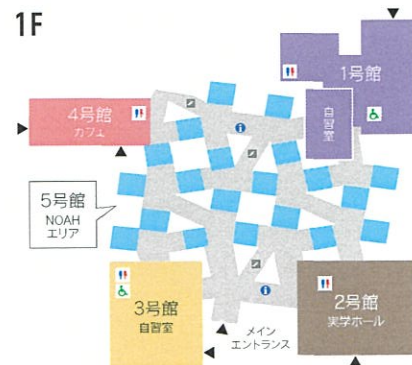 1F
1号館
自習室
4号館
カフェ
5号館
NOAH
エリア
3号館
自習室
メイン
エントランス
2号館
実学ホール